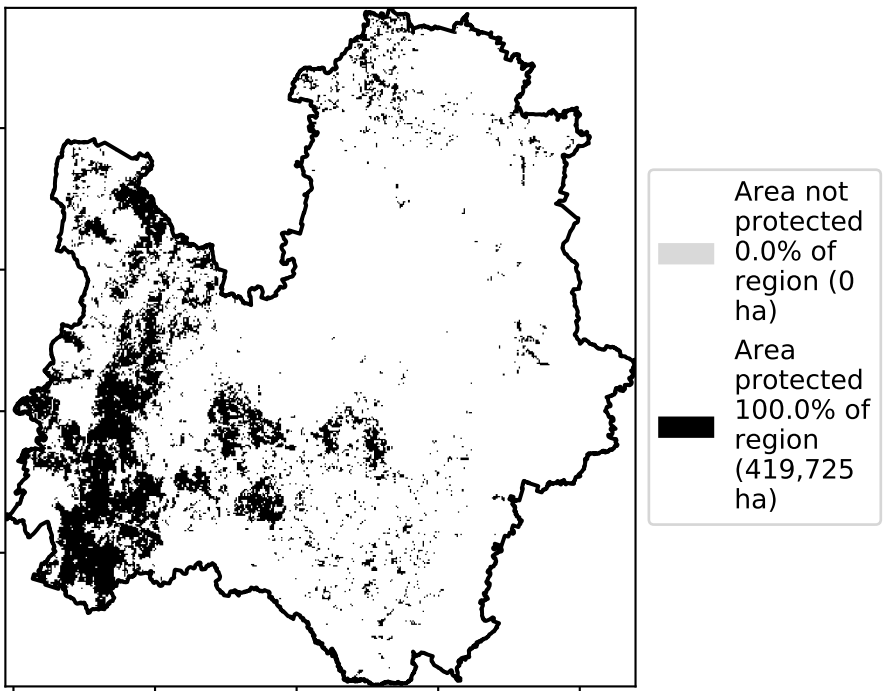 Area not
protected
0.0% of
region (0
ha)
Area
protected
100.0% of
region
(419,725
ha)